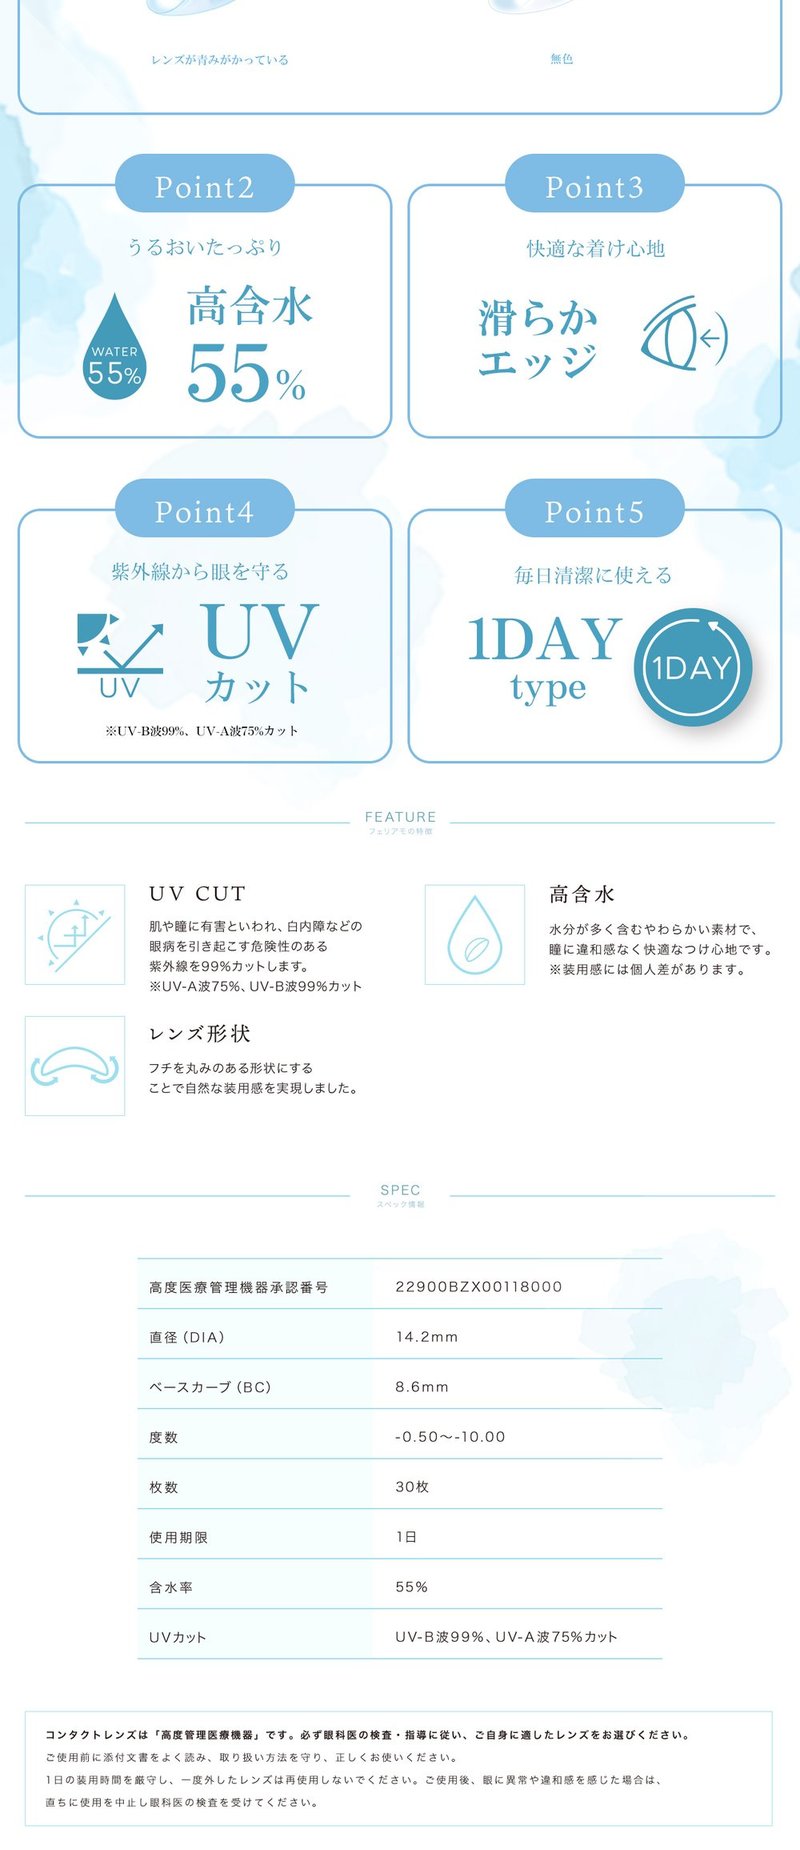 レンズが青みがかっている
無色
Point2
うるおいたっぷり
高含水
WATER
55%
55%
Point3
快適な着け心地
滑らか
エッジ
Point4
紫外線から眼を守る
UV
UV
カット
※UV-B波99%、UV-A波75%カット
Point5
毎日清潔に使える
1DAY
type
1DAY
FEATURE
フェリアモの特徴
UV CUT
肌や瞳に有害といわれ、白内障などの
眼病を引き起こす危険性のある
紫外線を99%カットします。
※UV-A波75%、UV-B波99%カット
高含水
水分が多く含むやわらかい素材で、
瞳に違和感なく快適なつけ心地です。
※装用感には個人差があります。
レンズ形状
フチを丸みのある形状にする
ことで自然な装用感を実現しました。
SPEC
スペック情報
高度医療管理機器承認番号 22900BZX00118000
直径（DIA） 14.2mm
ベースカーブ（BC） 8.6mm
度数 -0.50〜-10.00
枚数 30枚
使用期限 1日
含水率 55%
UVカット UV-B波99%、UV-A波75%カット
コンタクトレンズは「高度管理医療機器」です。必ず眼科医の検査・指導に従い、ご自身に適したレンズをお選びください。
ご使用前に添付文書をよく読み、取り扱い方法を守り、正しくお使いください。
1日の装用時間を厳守し、一度外したレンズは再使用しないでください。ご使用後、眼に異常や違和感を感じた場合は、
直ちに使用を中止し眼科医の検査を受けてください。